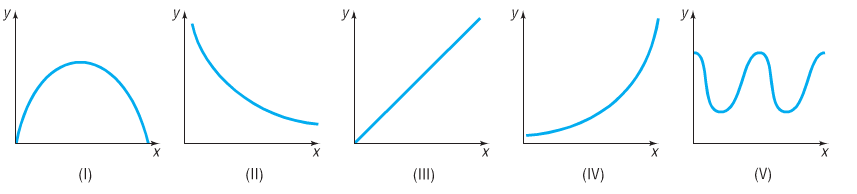 y y y y y
x x x x x
(I) (II) (III) (IV) (V)